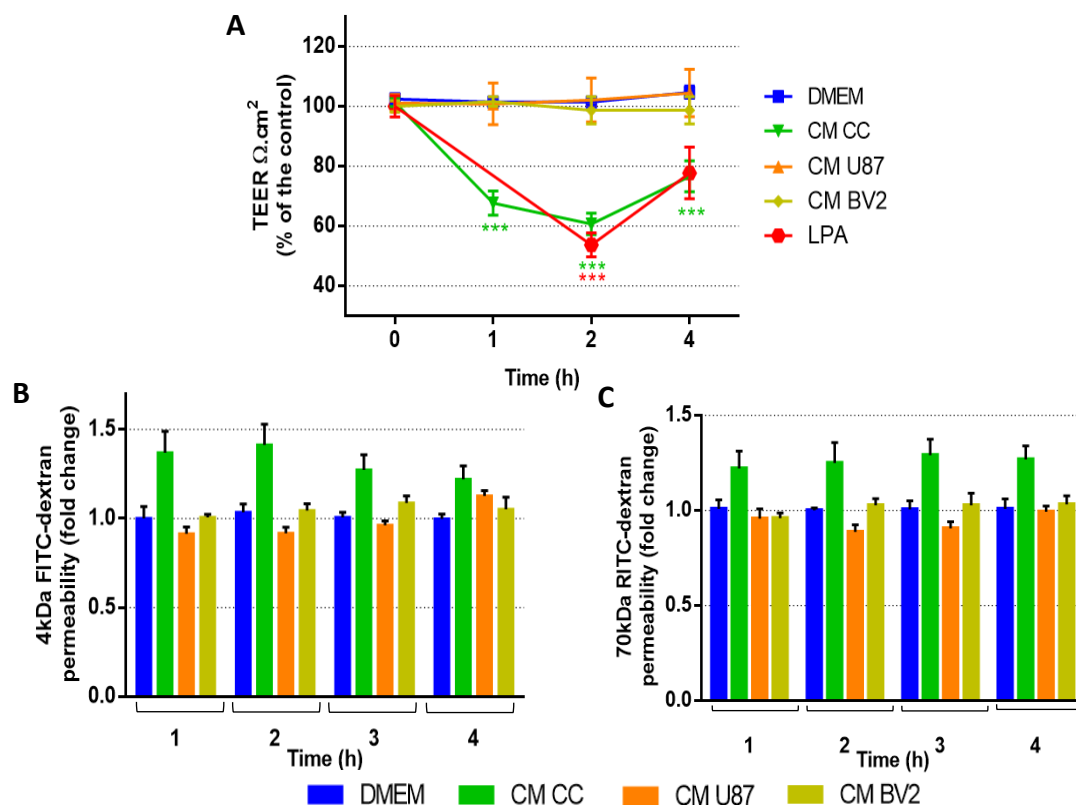 A
TEER Ω.cm²
(% of the control)
120
100
80
60
40
***
***
***
***
0
1
2
4
Time (h)
DMEM
CM CC
CM U87
CM BV2
LPA
B
4kDa FITC-dextran
permeability (fold change)
1.5
1.0
0.5
0.0
1
2
3
4
Time (h)
C
70kDa RITC-dextran
permeability (fold change)
1.5
1.0
0.5
0.0
1
2
3
4
Time (h)
DMEM
CM CC
CM U87
CM BV2